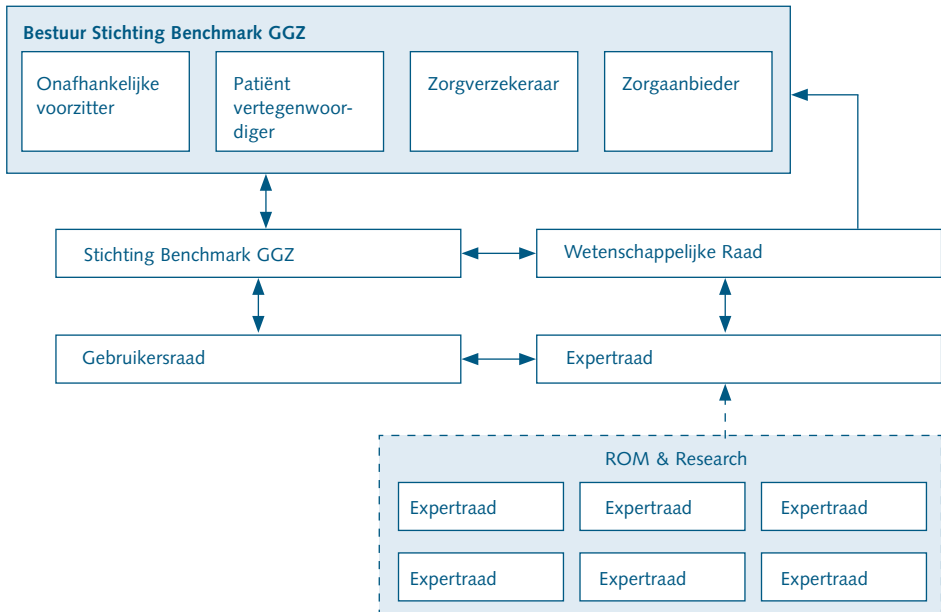 Bestuur Stichting Benchmark GGZ
Onafhankelijke
voorzitter
Patiënt
vertegenwoor-
diger
Zorgverzekeraar
Zorgaanbieder
Stichting Benchmark GGZ
Wetenschappelijke Raad
Gebruikersraad
Expertraad
ROM & Research
Expertraad
Expertraad
Expertraad
Expertraad
Expertraad
Expertraad